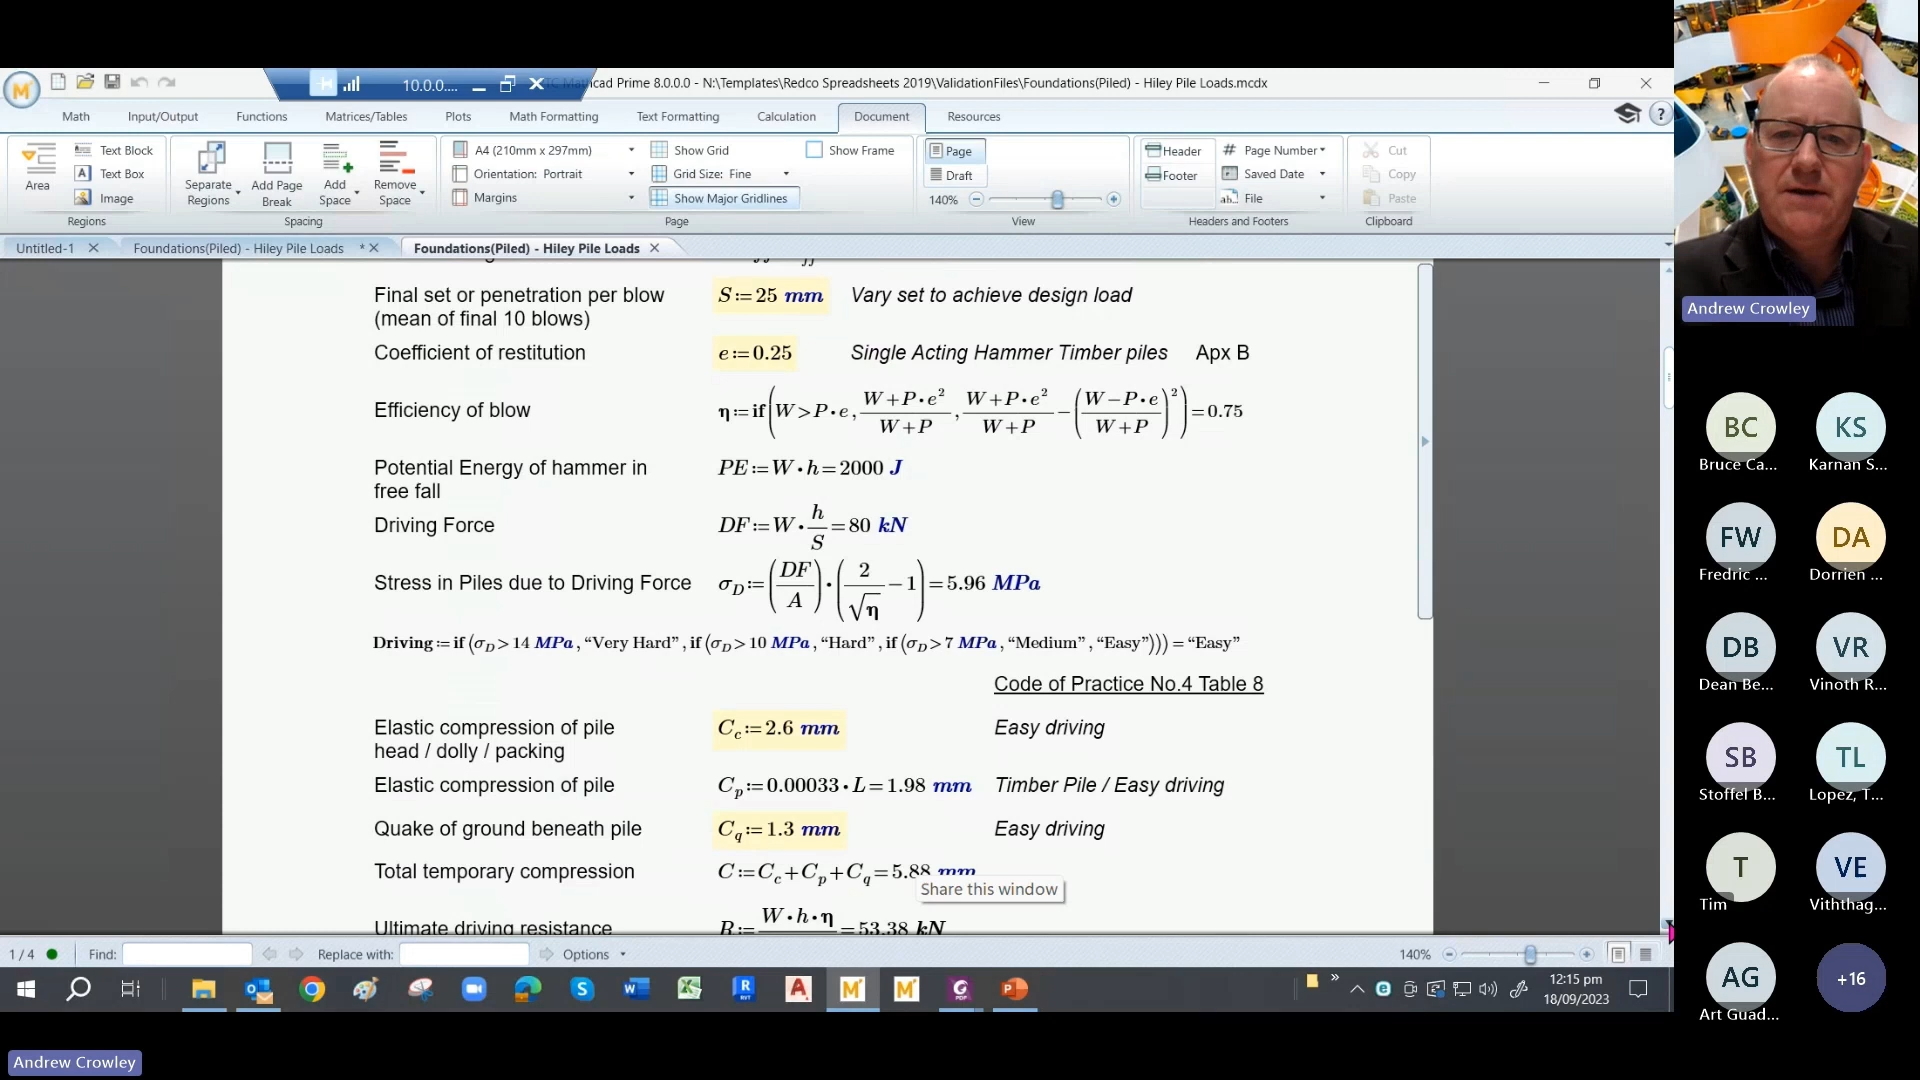 10.0.0....
Mathcad Prime 8.0.0.0 - N:\Templates\Redco Spreadsheets 2019\ValidationFiles\Foundations(Piled) - Hiley Pile Loads.mcdx
Math Input/Output Functions Matrices/Tables Plots Math Formatting Text Formatting Calculation Document Resources
Area
Text Block
Text Box
Image
Regions
Separate Regions
Add Page Break
Add Space
Remove Space
Spacing
A4 (210mm x 297mm)
Orientation: Portrait
Margins
Show Grid
Grid Size: Fine
Show Major Gridlines
Show Frame
Page
Page
Draft
140%
View
Header
Footer
# Page Number
Saved Date
File
Headers and Footers
Cut
Copy
Paste
Clipboard
Untitled-1
Foundations(Piled) - Hiley Pile Loads *
Foundations(Piled) - Hiley Pile Loads
Final set or penetration per blow S:=25 mm Vary set to achieve design load
(mean of final 10 blows)
Coefficient of restitution e:=0.25 Single Acting Hammer Timber piles Apx B
Efficiency of blow η:=if(W>P•e, (W+P•e²)/(W+P), (W+P•e²)/(W+P)−((W−P•e)/(W+P))²)=0.75
Potential Energy of hammer in PE:=W•h=2000 J
free fall
Driving Force DF:=W•h/S=80 kN
Stress in Piles due to Driving Force σD:=(DF/A)•(2/√η−1)=5.96 MPa
Driving:=if(σD>14 MPa,“Very Hard”,if(σD>10 MPa,“Hard”,if(σD>7 MPa,“Medium”,“Easy”)))=“Easy”
Code of Practice No.4 Table 8
Elastic compression of pile Cc:=2.6 mm Easy driving
head / dolly / packing
Elastic compression of pile Cp:=0.00033•L=1.98 mm Timber Pile / Easy driving
Quake of ground beneath pile Cq:=1.3 mm Easy driving
Total temporary compression C:=Cc+Cp+Cq=5.88 mm
Share this window
Ultimate driving resistance R:=W•h•η =53.38 kN
1 / 4 Find: Replace with: Options 140%
12:15 pm
18/09/2023
Andrew Crowley
Andrew Crowley
BC KS
Bruce Ca... Karnan S...
FW DA
Fredric ... Dorrien ...
DB VR
Dean Be... Vinoth R...
SB TL
Stoffel B... Lopez, T...
T VE
Tim Viththag...
AG +16
Art Guad...